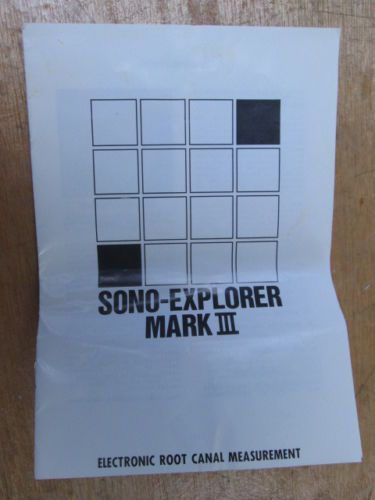 SONO-EXPLORER
MARK III
ELECTRONIC ROOT CANAL MEASUREMENT